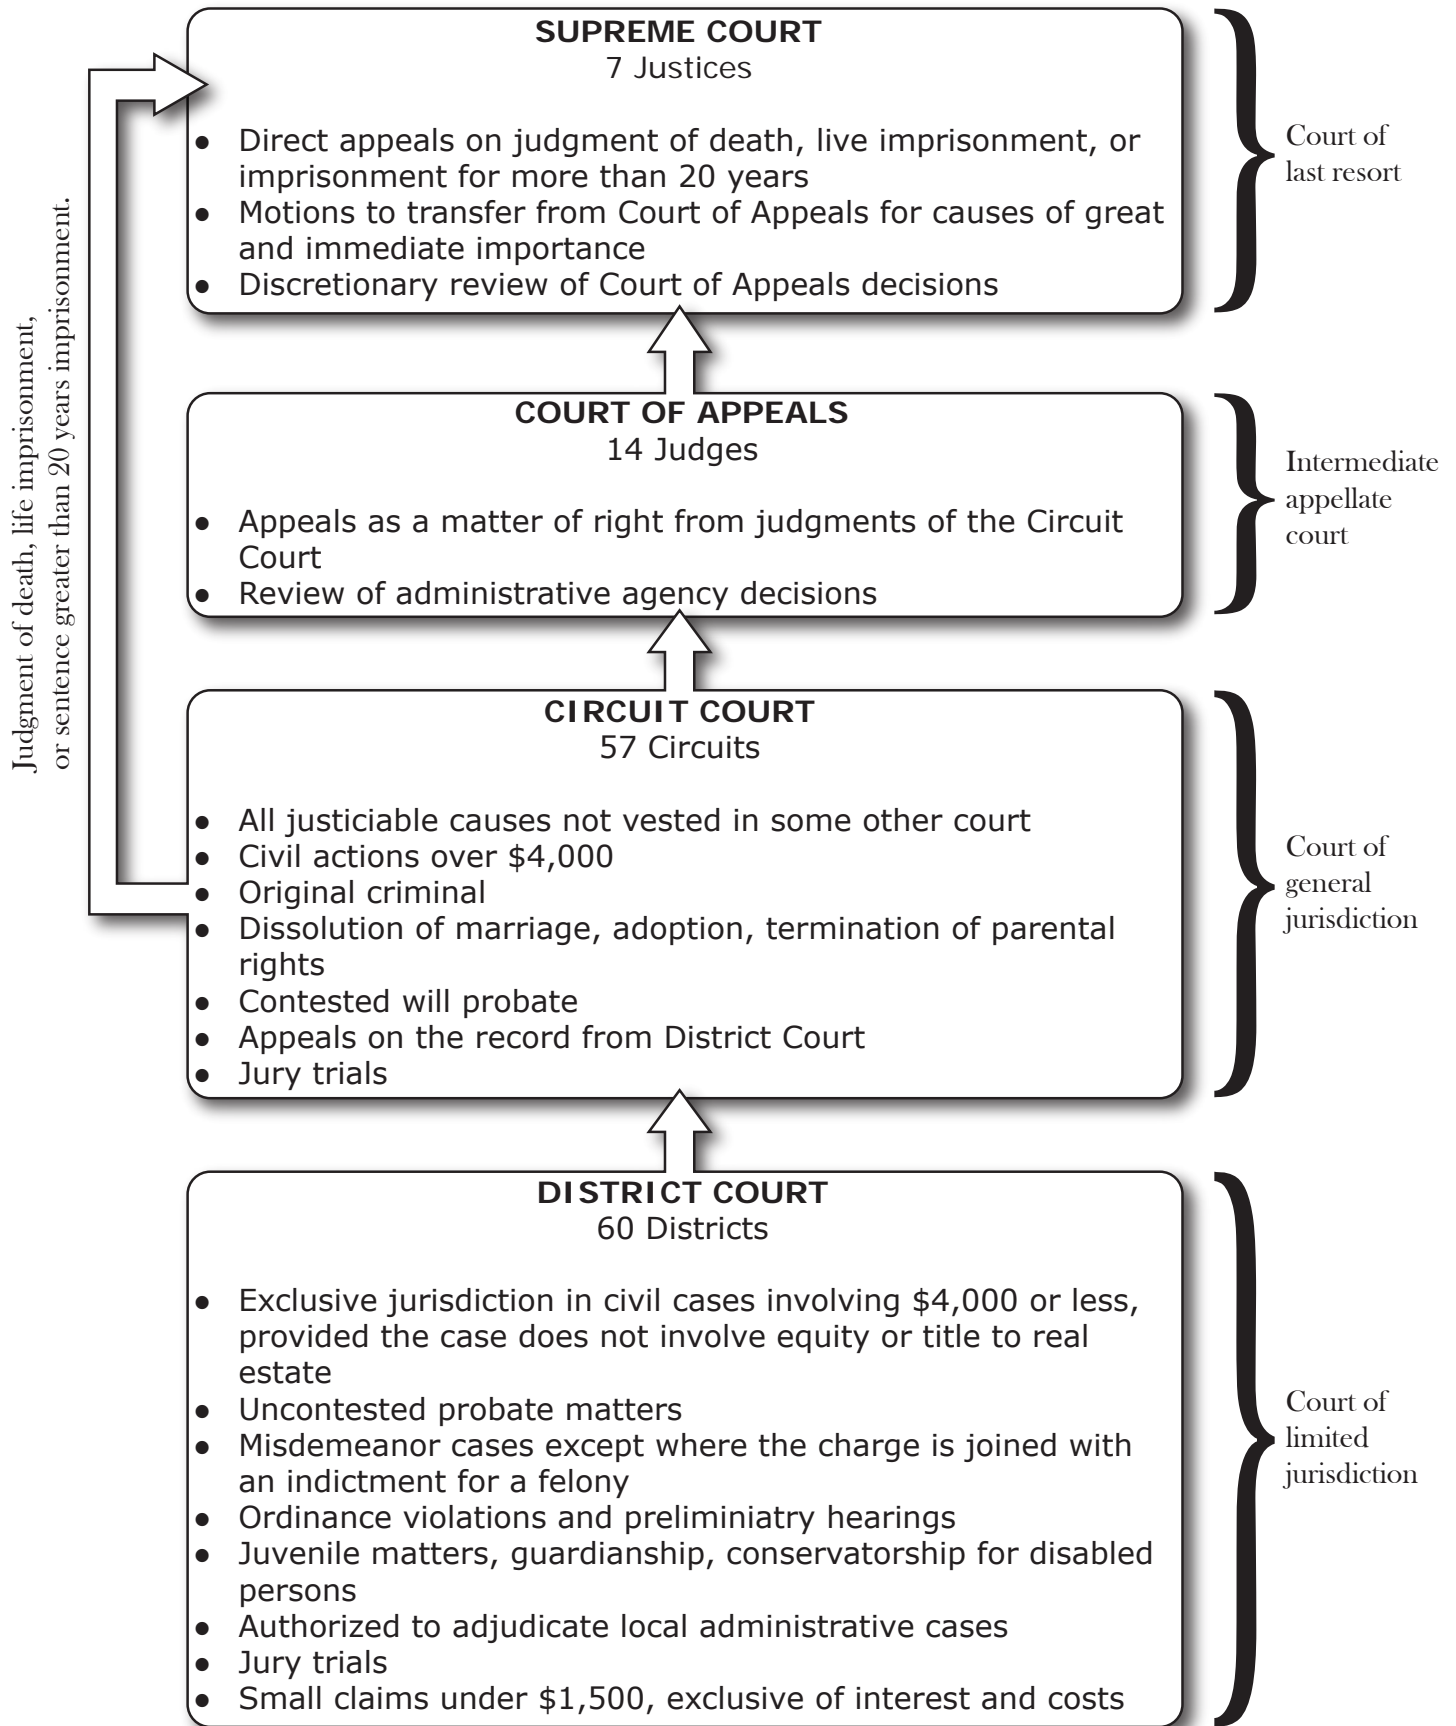 SUPREME COURT
7 Justices
● Direct appeals on judgment of death, live imprisonment, or
imprisonment for more than 20 years
● Motions to transfer from Court of Appeals for causes of great
and immediate importance
● Discretionary review of Court of Appeals decisions
Court of
last resort
Judgment of death, life imprisonment,
or sentence greater than 20 years imprisonment.
COURT OF APPEALS
14 Judges
● Appeals as a matter of right from judgments of the Circuit
Court
● Review of administrative agency decisions
Intermediate
appellate
court
CIRCUIT COURT
57 Circuits
● All justiciable causes not vested in some other court
● Civil actions over $4,000
● Original criminal
● Dissolution of marriage, adoption, termination of parental
rights
● Contested will probate
● Appeals on the record from District Court
● Jury trials
Court of
general
jurisdiction
DISTRICT COURT
60 Districts
● Exclusive jurisdiction in civil cases involving $4,000 or less,
provided the case does not involve equity or title to real
estate
● Uncontested probate matters
● Misdemeanor cases except where the charge is joined with
an indictment for a felony
● Ordinance violations and preliminiatry hearings
● Juvenile matters, guardianship, conservatorship for disabled
persons
● Authorized to adjudicate local administrative cases
● Jury trials
● Small claims under $1,500, exclusive of interest and costs
Court of
limited
jurisdiction